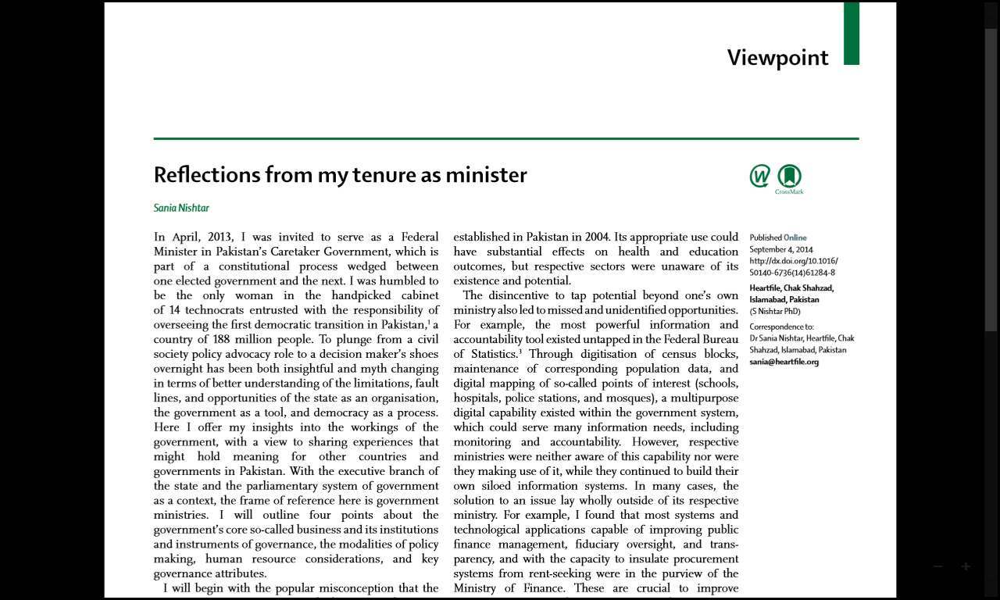 Viewpoint
Reflections from my tenure as minister
Sania Nishtar
In April, 2013, I was invited to serve as a Federal
Minister in Pakistan's Caretaker Government, which is
part of a constitutional process wedged between
one elected government and the next. I was humbled to
be the only woman in the handpicked cabinet
of 14 technocrats entrusted with the responsibility of
overseeing the first democratic transition in Pakistan,¹ a
country of 188 million people. To plunge from a civil
society policy advocacy role to a decision maker's shoes
overnight has been both insightful and myth changing
in terms of better understanding of the limitations, fault
lines, and opportunities of the state as an organisation,
the government as a tool, and democracy as a process.
Here I offer my insights into the workings of the
government, with a view to sharing experiences that
might hold meaning for other countries and
governments in Pakistan. With the executive branch of
the state and the parliamentary system of government
as a context, the frame of reference here is government
ministries. I will outline four points about the
government's core so-called business and its institutions
and instruments of governance, the modalities of policy
making, human resource considerations, and key
governance attributes.
I will begin with the popular misconception that the
established in Pakistan in 2004. Its appropriate use could
have substantial effects on health and education
outcomes, but respective sectors were unaware of its
existence and potential.
The disincentive to tap potential beyond one's own
ministry also led to missed and unidentified opportunities.
For example, the most powerful information and
accountability tool existed untapped in the Federal Bureau
of Statistics.³ Through digitisation of census blocks,
maintenance of corresponding population data, and
digital mapping of so-called points of interest (schools,
hospitals, police stations, and mosques), a multipurpose
digital capability existed within the government system,
which could serve many information needs, including
monitoring and accountability. However, respective
ministries were neither aware of this capability nor were
they making use of it, while they continued to build their
own siloed information systems. In many cases, the
solution to an issue lay wholly outside of its respective
ministry. For example, I found that most systems and
technological applications capable of improving public
finance management, fiduciary oversight, and trans-
parency, and with the capacity to insulate procurement
systems from rent-seeking were in the purview of the
Ministry of Finance. These are crucial to improve
W
CrossMark
Published Online
September 4, 2014
http://dx.doi.org/10.1016/
S0140-6736(14)61284-8
Heartfile, Chak Shahzad,
Islamabad, Pakistan
(S Nishtar PhD)
Correspondence to:
Dr Sania Nishtar, Heartfile, Chak
Shahzad, Islamabad, Pakistan
sania@heartfile.org